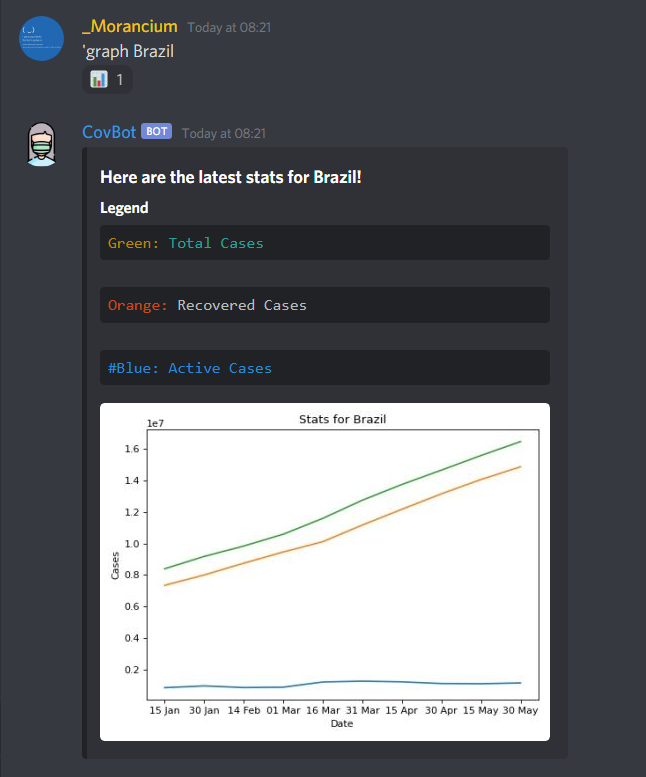 _Morancium Today at 08:21
'graph Brazil
1
CovBot BOT Today at 08:21
Here are the latest stats for Brazil!
Legend
Green: Total Cases
Orange: Recovered Cases
#Blue: Active Cases
Stats for Brazil
1e7
1.6
1.4
1.2
1.0
0.8
0.6
0.4
0.2
Cases
15 Jan 30 Jan 14 Feb 01 Mar 16 Mar 31 Mar 15 Apr 30 Apr 15 May 30 May
Date